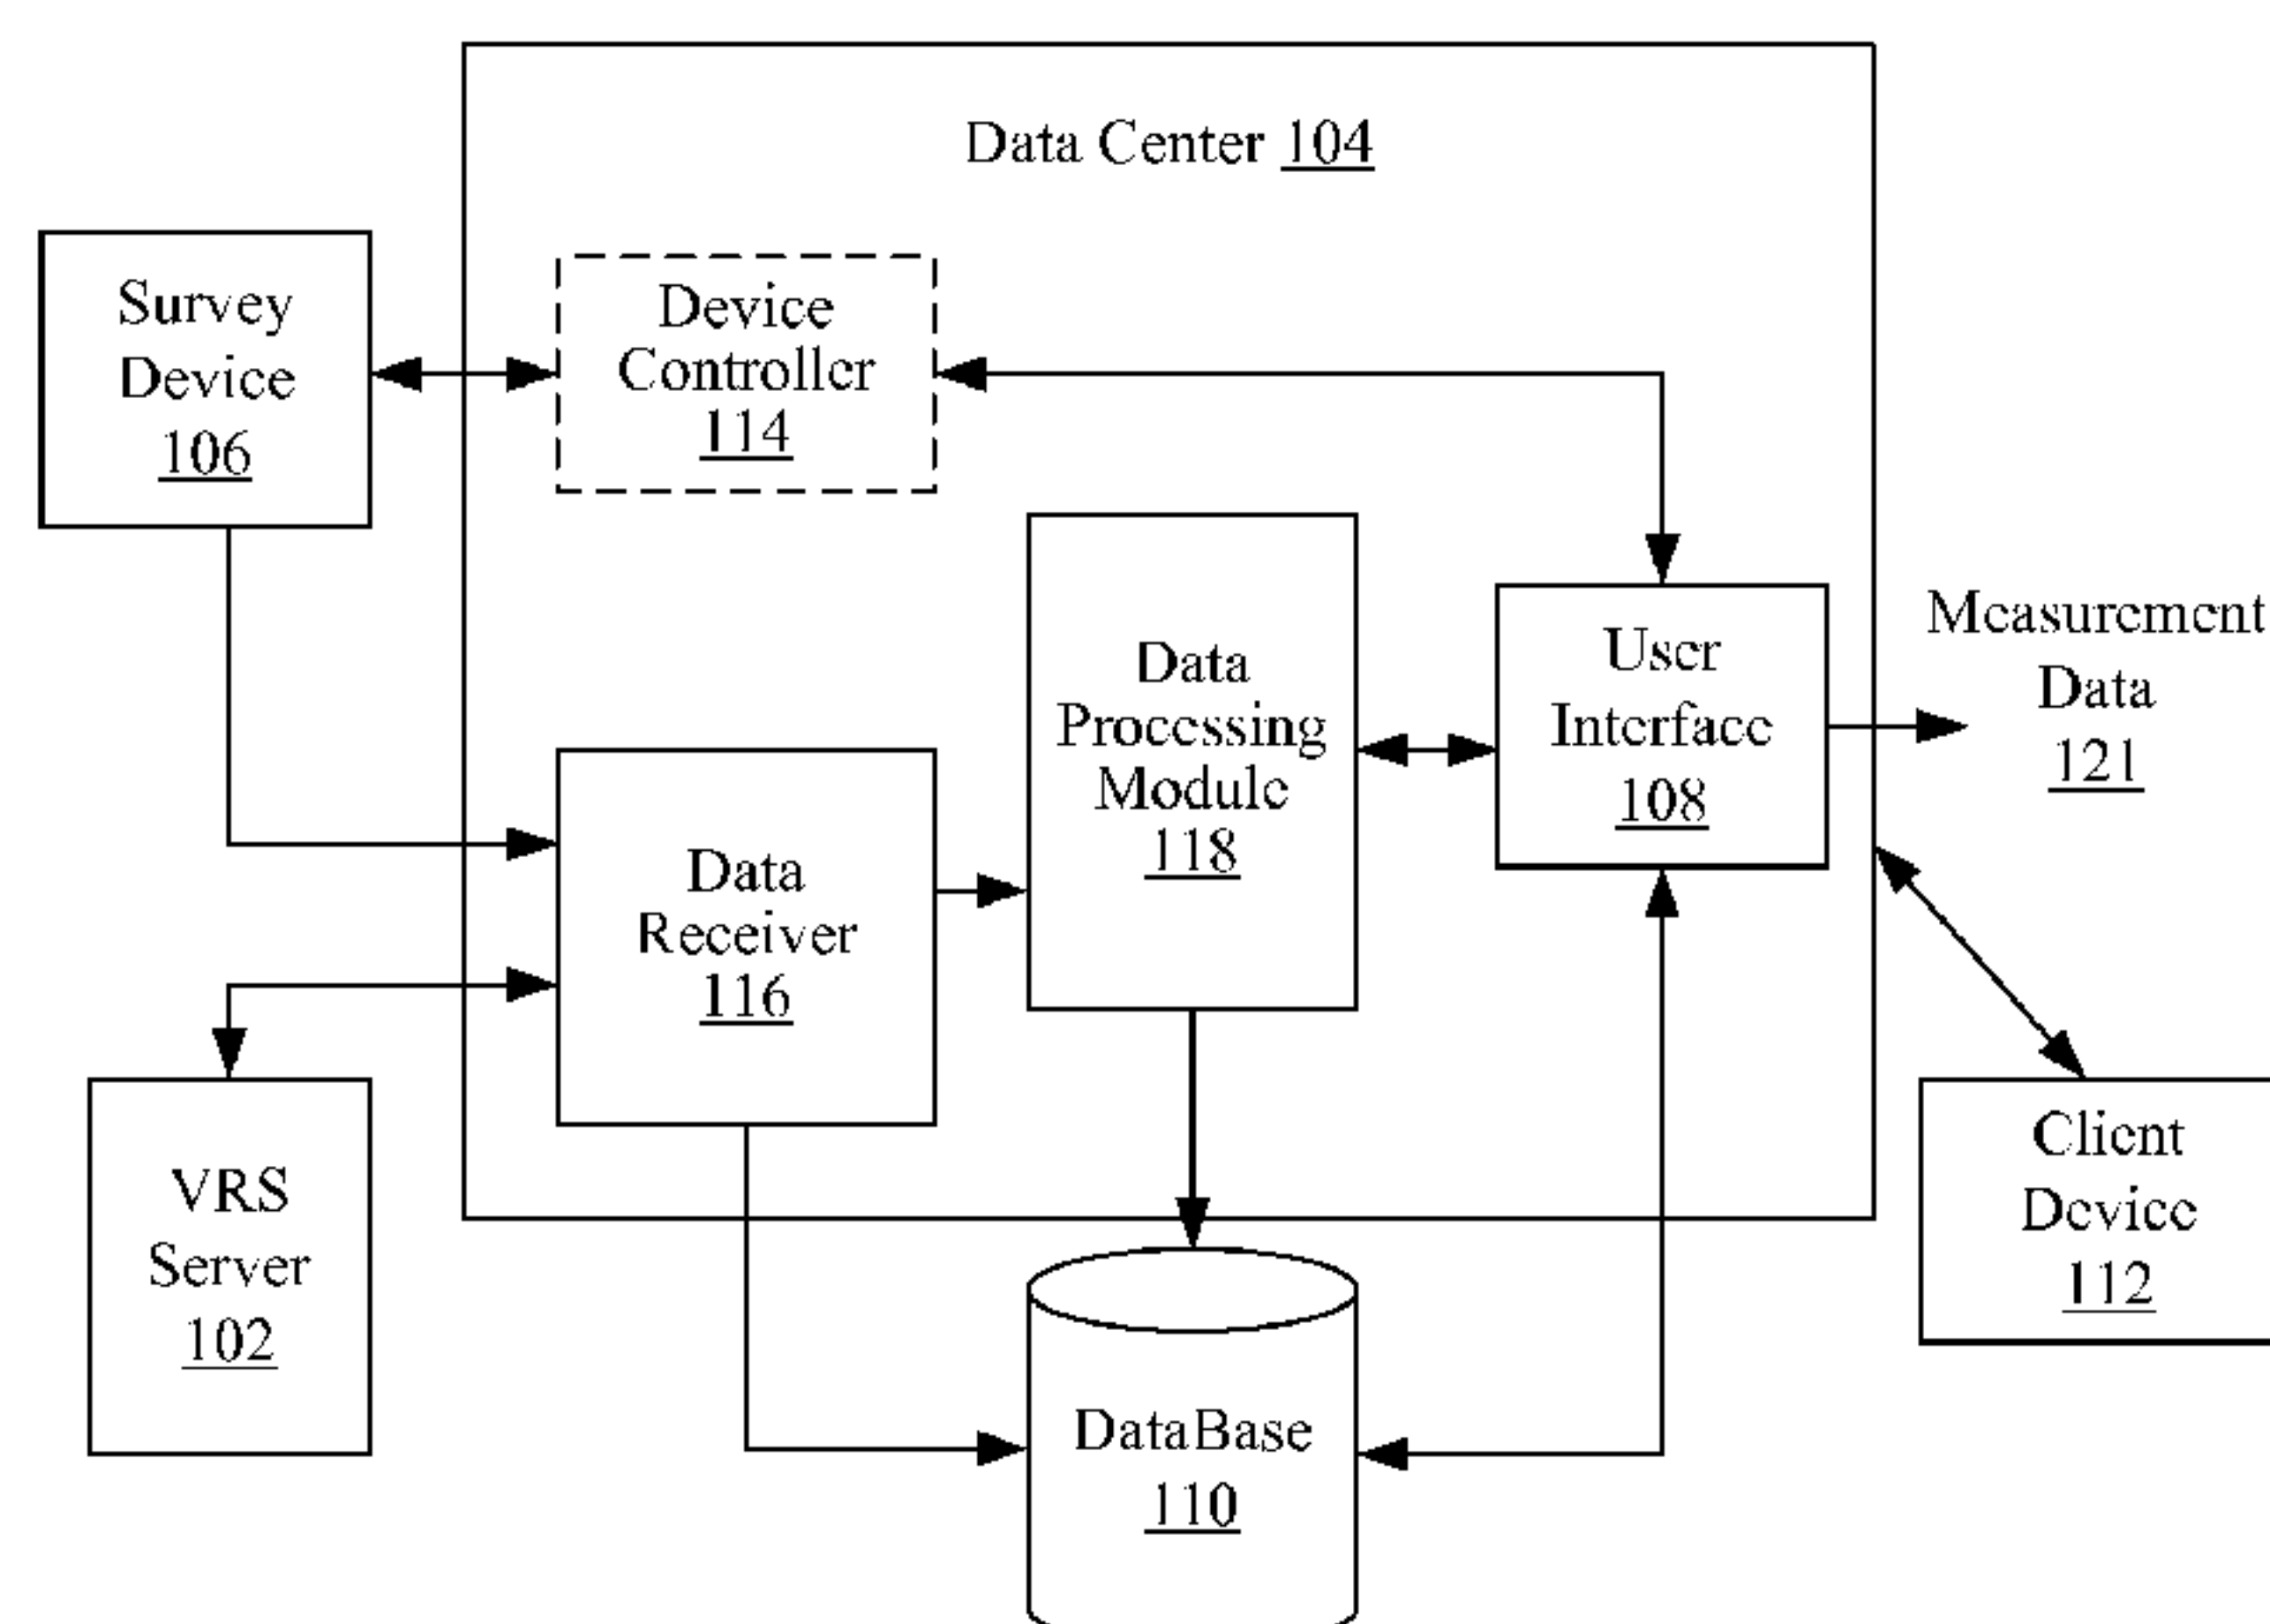 Data Center 104
Survey
Device
106
Device
Controller
114
Data
Processing
Module
118
User
Interface
108
Measurement
Data
121
Data
Receiver
116
VRS
Server
102
Client
Device
112
DataBase
110